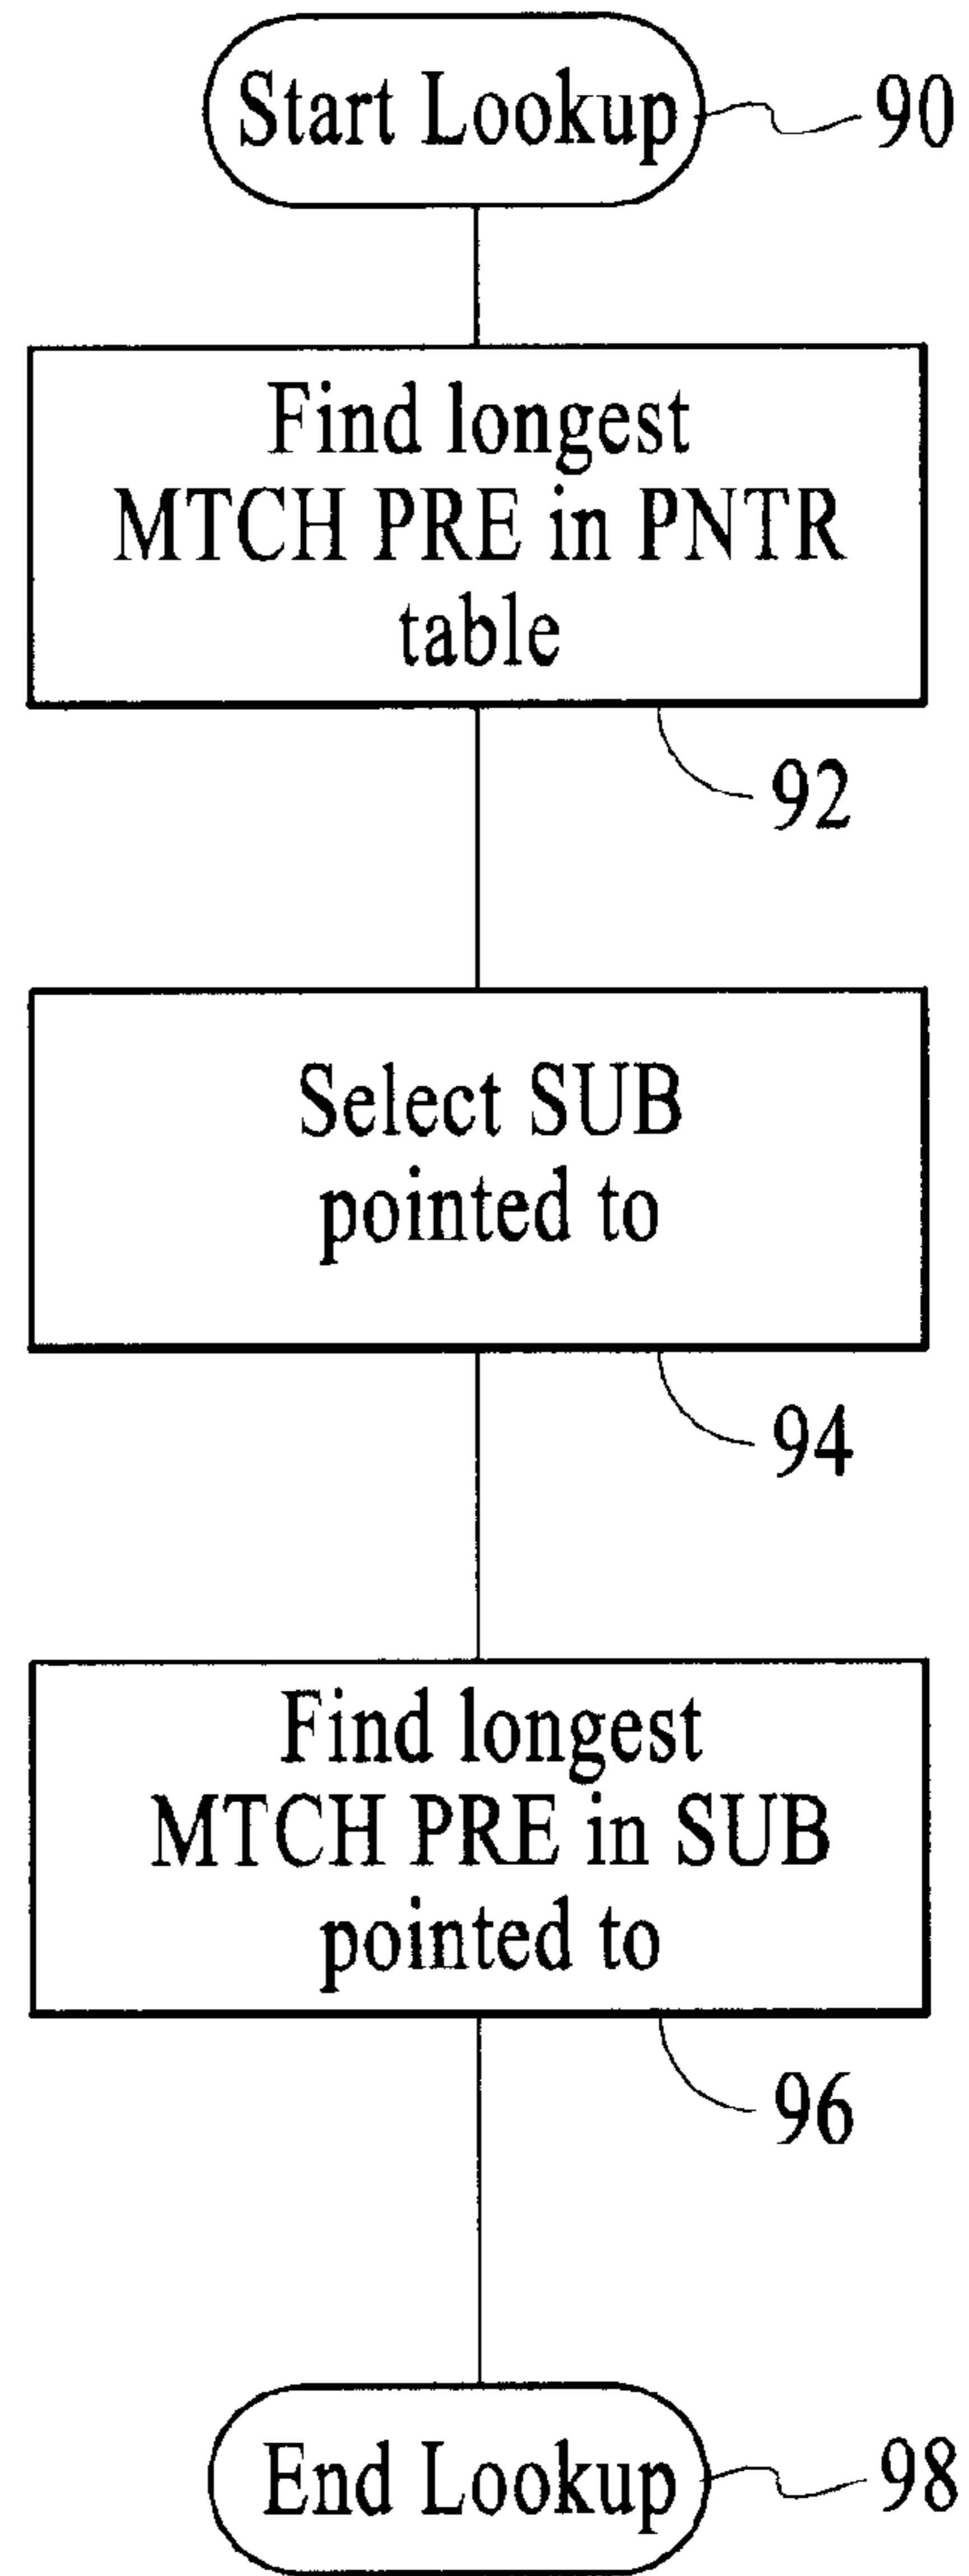 Start Lookup
90
Find longest
MTCH PRE in PNTR
table
92
Select SUB
pointed to
94
Find longest
MTCH PRE in SUB
pointed to
96
End Lookup
98